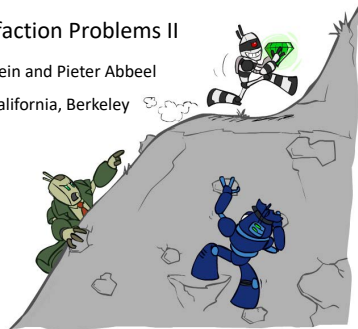 faction Problems II
ein and Pieter Abbeel
alifornia, Berkeley